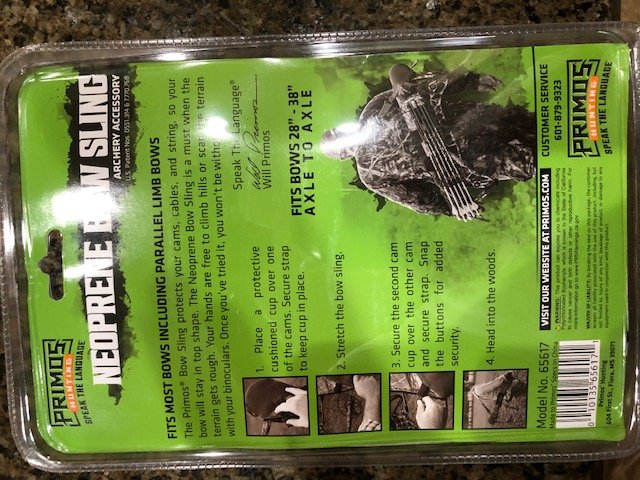 PRIMOS
HUNTING
SPEAK THE LANGUAGE
NEOPRENE BOW SLING
ARCHERY ACCESSORY
FITS MOST BOWS INCLUDING PARALLEL LIMB BOWS
The Primos® Bow Sling protects your cams, cables, and string, so your
bow will stay in top shape. The Neoprene Bow Sling is a must when the
terrain gets rough. Your hands are free to climb hills or scan the terrain
with your binoculars. Once you've tried it, you won't be without
Speak The Language®
Will Primos
Will Primos
FITS BOWS 28" - 38"
AXLE TO AXLE
1. Place a protective
cushioned cup over one
of the cams. Secure strap
to keep cup in place.
2. Stretch the bow sling.
3. Secure the second cam
cup over the other cam
and secure strap. Snap
the buttons for added
security.
4. Head into the woods.
Model No. 65617
0 10135 65617 1
Primos Hunting
604 First St., Flora, MS 39071
VISIT OUR WEBSITE AT PRIMOS.COM
CUSTOMER SERVICE
601-879-9323
PRIMOS
HUNTING
SPEAK THE LANGUAGE